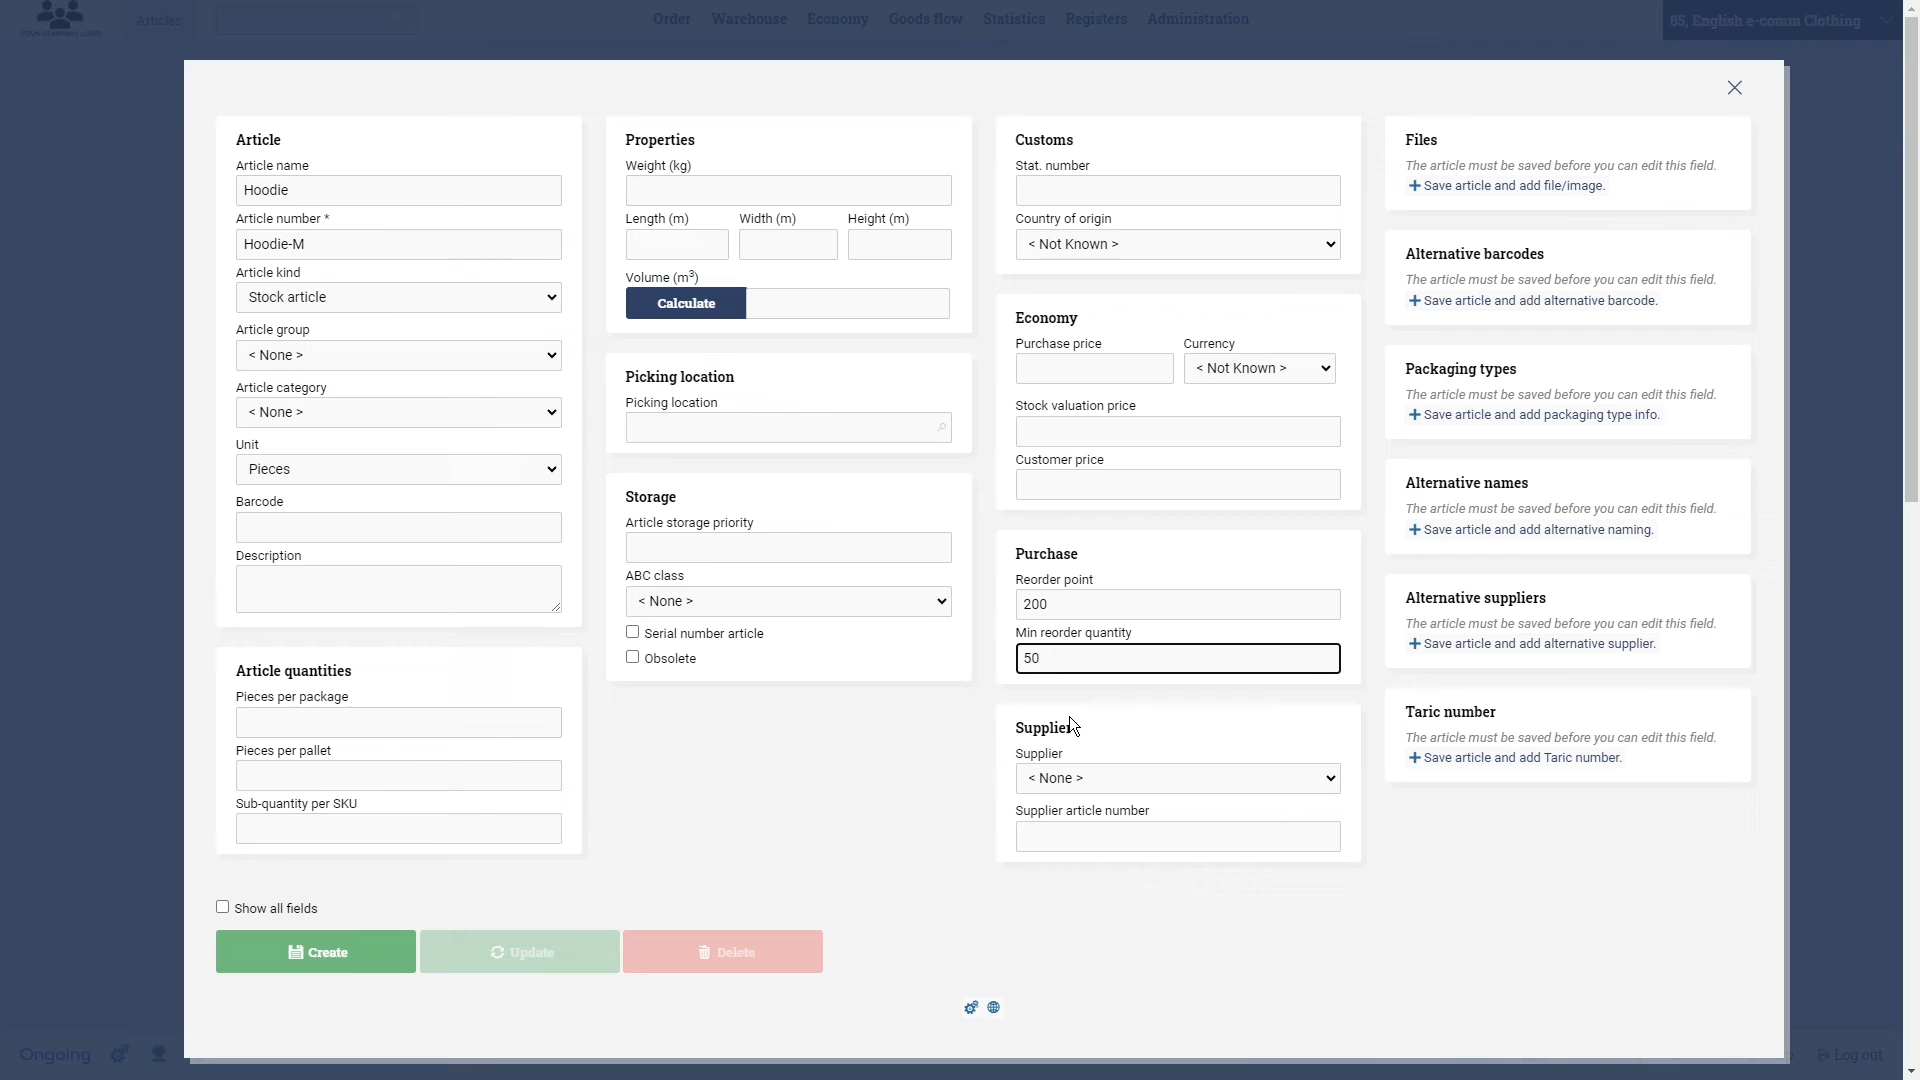 YOUR COMPANY LOGO
Articles
Order
Warehouse
Economy
Goods flow
Statistics
Registers
Administration
85, English e-comm Clothing
Article
Article name
Hoodie
Article number *
Hoodie-M
Article kind
Stock article
Article group
< None >
Article category
< None >
Unit
Pieces
Barcode
Description
Article quantities
Pieces per package
Pieces per pallet
Sub-quantity per SKU
Properties
Weight (kg)
Length (m) Width (m) Height (m)
Volume (m³)
Calculate
Picking location
Picking location
Storage
Article storage priority
ABC class
< None >
Serial number article
Obsolete
Customs
Stat. number
Country of origin
< Not Known >
Economy
Purchase price Currency
< Not Known >
Stock valuation price
Customer price
Purchase
Reorder point
200
Min reorder quantity
50
Supplier
Supplier
< None >
Supplier article number
Files
The article must be saved before you can edit this field.
Save article and add file/image.
Alternative barcodes
The article must be saved before you can edit this field.
Save article and add alternative barcode.
Packaging types
The article must be saved before you can edit this field.
Save article and add packaging type info.
Alternative names
The article must be saved before you can edit this field.
Save article and add alternative naming.
Alternative suppliers
The article must be saved before you can edit this field.
Save article and add alternative supplier.
Taric number
The article must be saved before you can edit this field.
Save article and add Taric number.
Show all fields
Create
Update
Delete
Ongoing
Log out